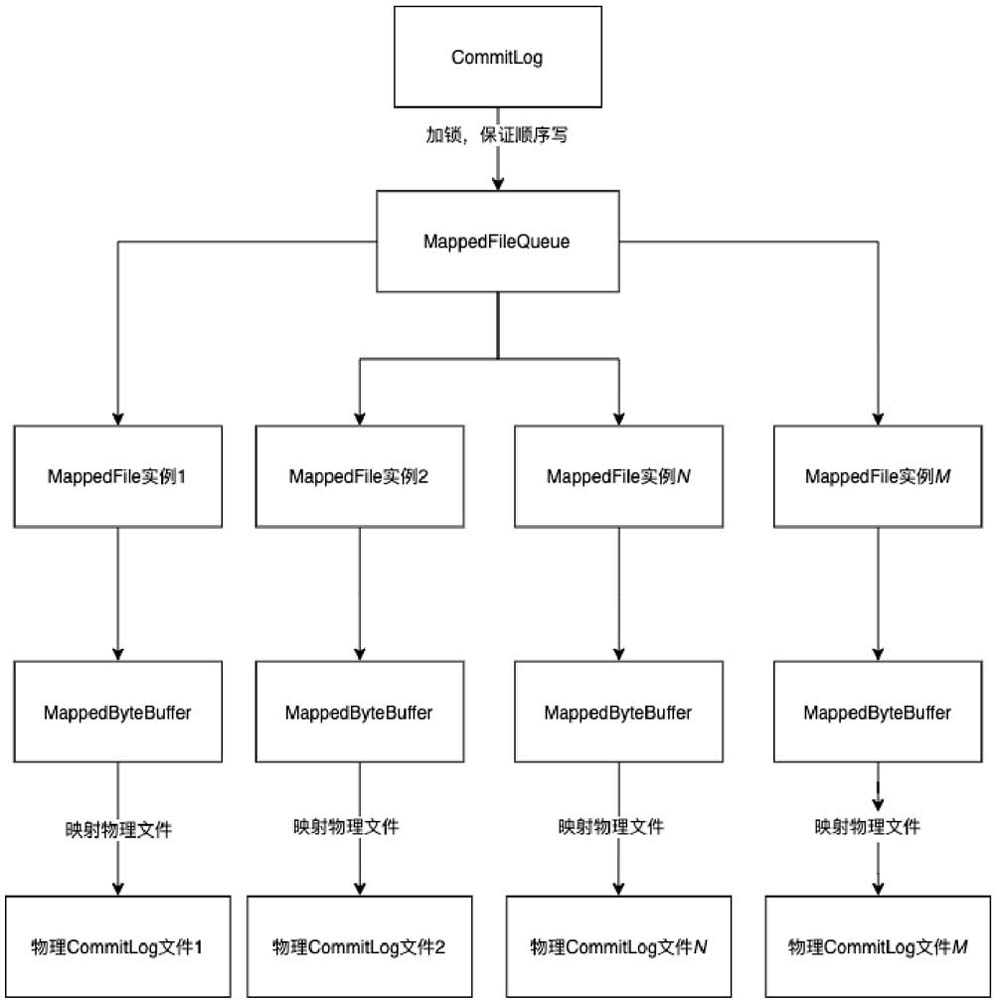 CommitLog
加锁，保证顺序写
MappedFileQueue
MappedFile实例1
MappedFile实例2
MappedFile实例N
MappedFile实例M
MappedByteBuffer
MappedByteBuffer
MappedByteBuffer
MappedByteBuffer
映射物理文件
映射物理文件
映射物理文件
映射物理文件
物理CommitLog文件1
物理CommitLog文件2
物理CommitLog文件N
物理CommitLog文件M